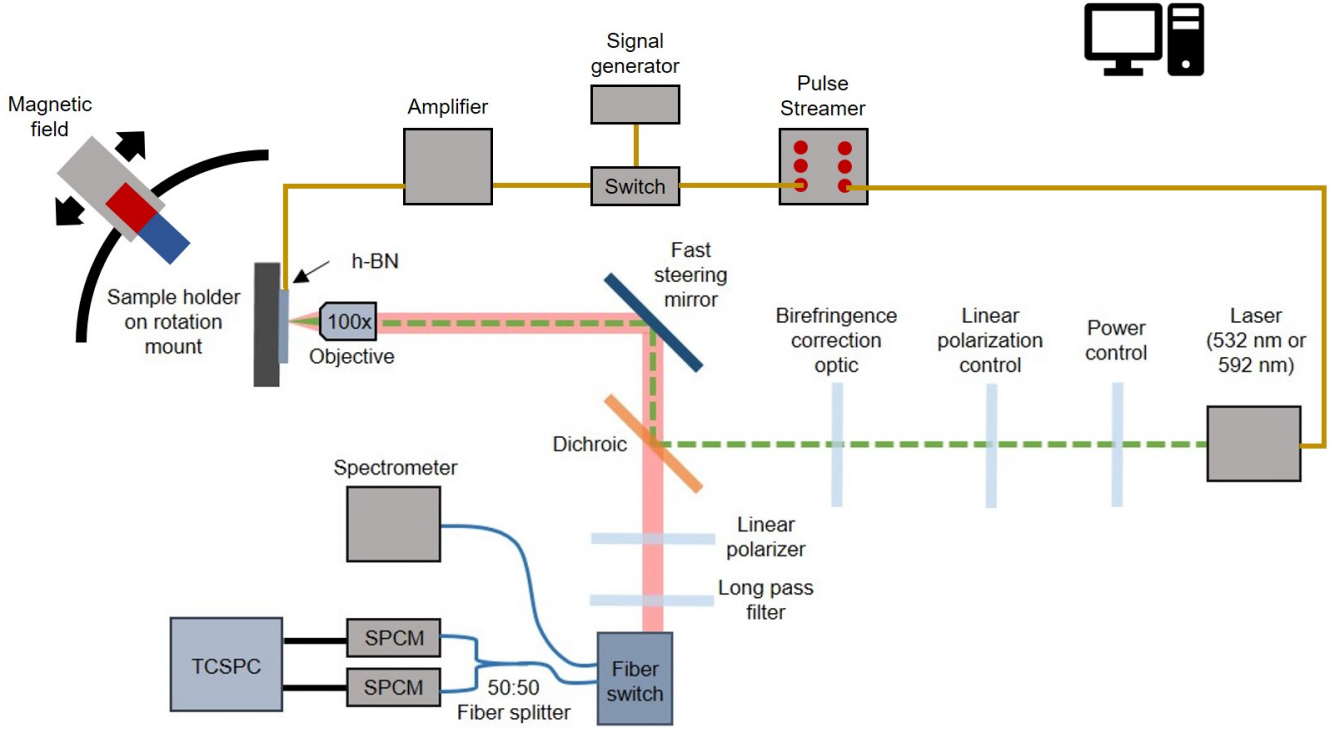 Signal
generator
Pulse
Streamer
Amplifier
Magnetic
field
Switch
h-BN
Fast
steering
mirror
Sample holder
on rotation
mount
100x
Objective
Birefringence
correction
optic
Linear
polarization
control
Power
control
Laser
(532 nm or
592 nm)
Dichroic
Spectrometer
Linear
polarizer
Long pass
filter
TCSPC
SPCM
SPCM
50:50
Fiber splitter
Fiber
switch